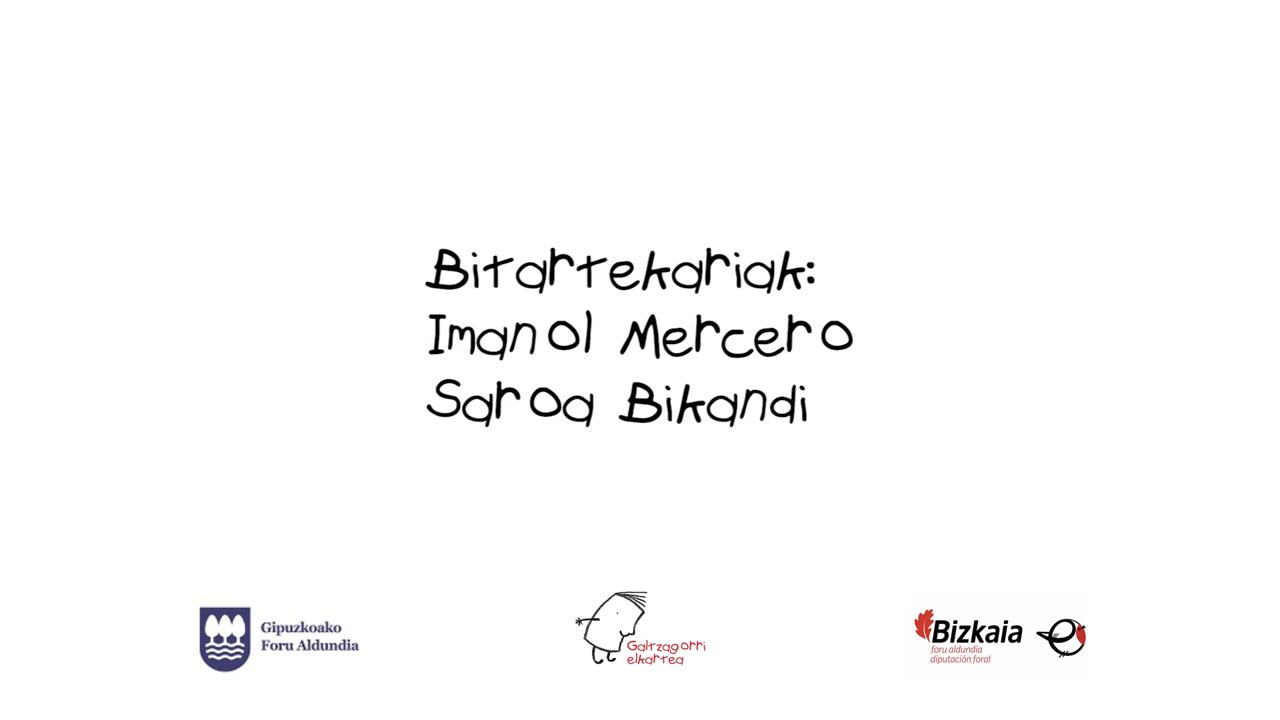 Bitartekariak:
Imanol Mercero
Saroa Bikandi
Gipuzkoako
Foru Aldundia
Galtzagorri
elkartea
Bizkaia
foru aldundia
diputación foral